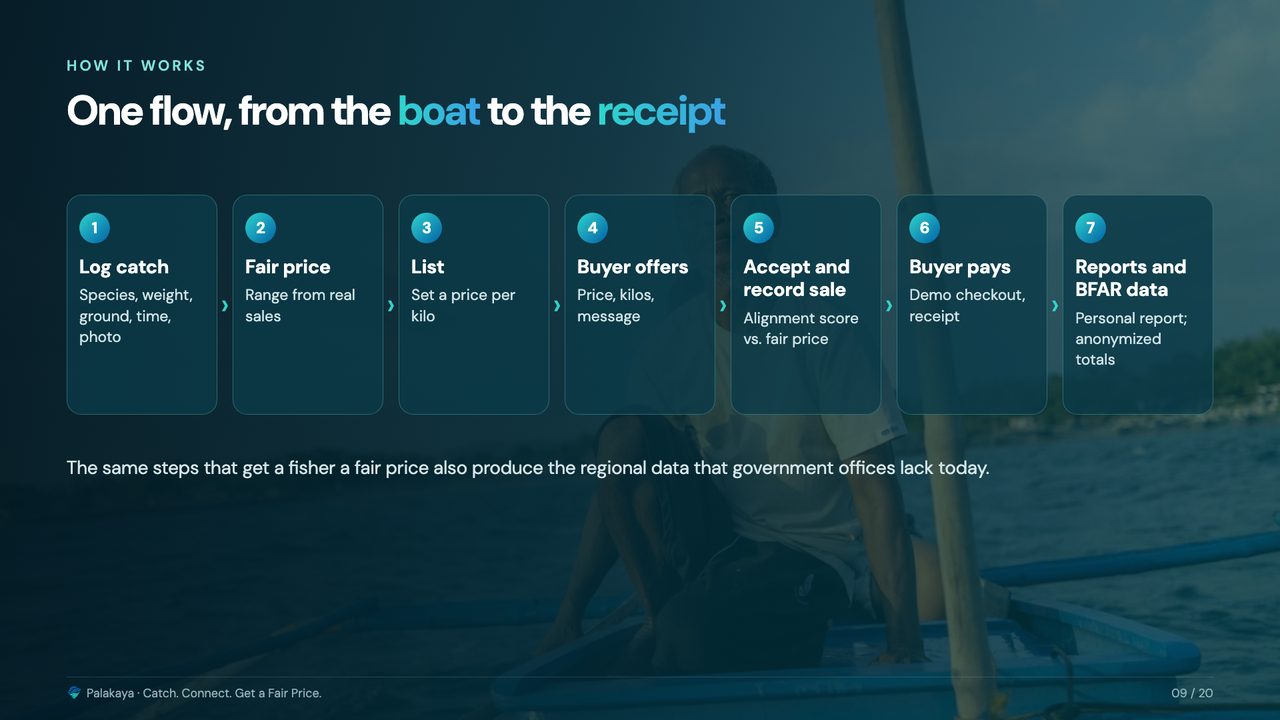 HOW IT WORKS
One flow, from the boat to the receipt
1
Log catch
Species, weight,
ground, time,
photo
›
2
Fair price
Range from real
sales
›
3
List
Set a price per
kilo
›
4
Buyer offers
Price, kilos,
message
›
5
Accept and
record sale
Alignment score
vs. fair price
›
6
Buyer pays
Demo checkout,
receipt
›
7
Reports and
BFAR data
Personal report;
anonymized
totals
The same steps that get a fisher a fair price also produce the regional data that government offices lack today.
Palakaya · Catch. Connect. Get a Fair Price.
09 / 20